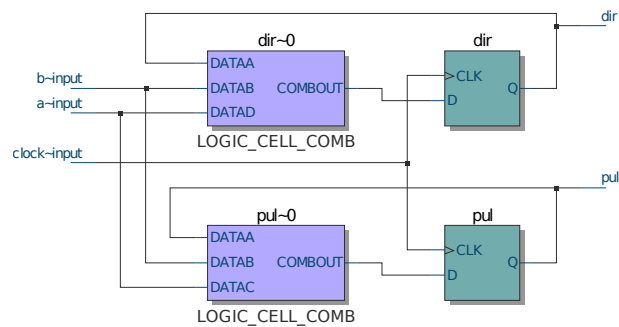 dir
dir~0
dir
DATAA
b~input
DATAB
COMBOUT
>CLK
Q
a~input
DATAD
D
LOGIC_CELL_COMB
clock~input
pul
pul~0
pul
DATAA
DATAB
COMBOUT
>CLK
Q
DATAC
D
LOGIC_CELL_COMB